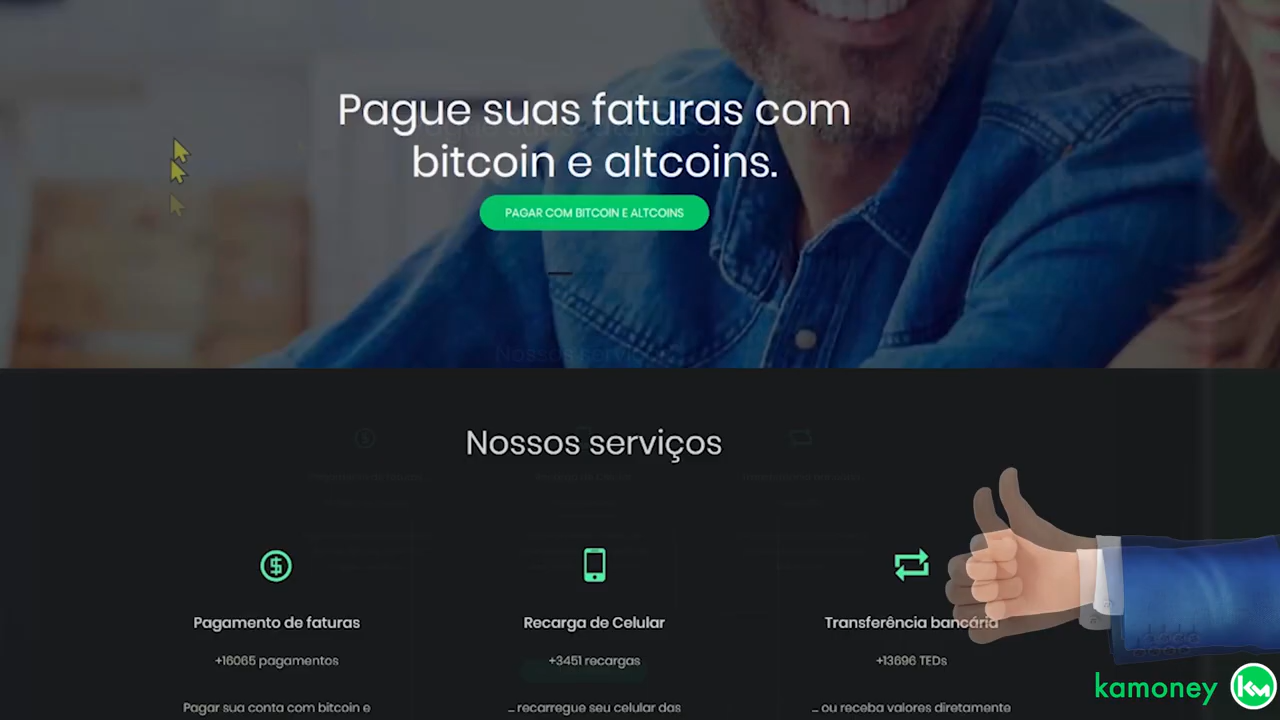 Pague suas faturas com
bitcoin e altcoins.
PAGAR COM BITCOIN E ALTCOINS
Nossos serviços
Nossos serviços
Pagamento de faturas
Recarga de Celular
Transferência bancária
+16065 pagamentos
+3451 recargas
+13696 TEDs
Pagar sua conta com bitcoin e
... recarregue seu celular das
... ou receba valores diretamente
kamoney